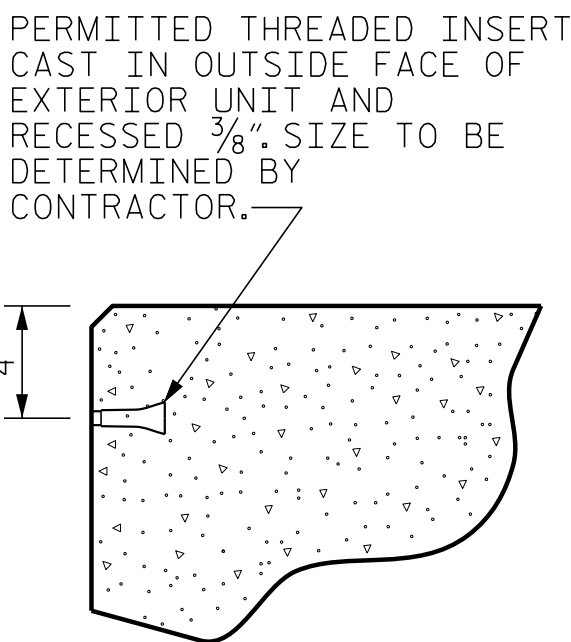 PERMITTED THREADED INSERT
CAST IN OUTSIDE FACE OF
EXTERIOR UNIT AND
RECESSED 3/8". SIZE TO BE
DETERMINED BY
CONTRACTOR.